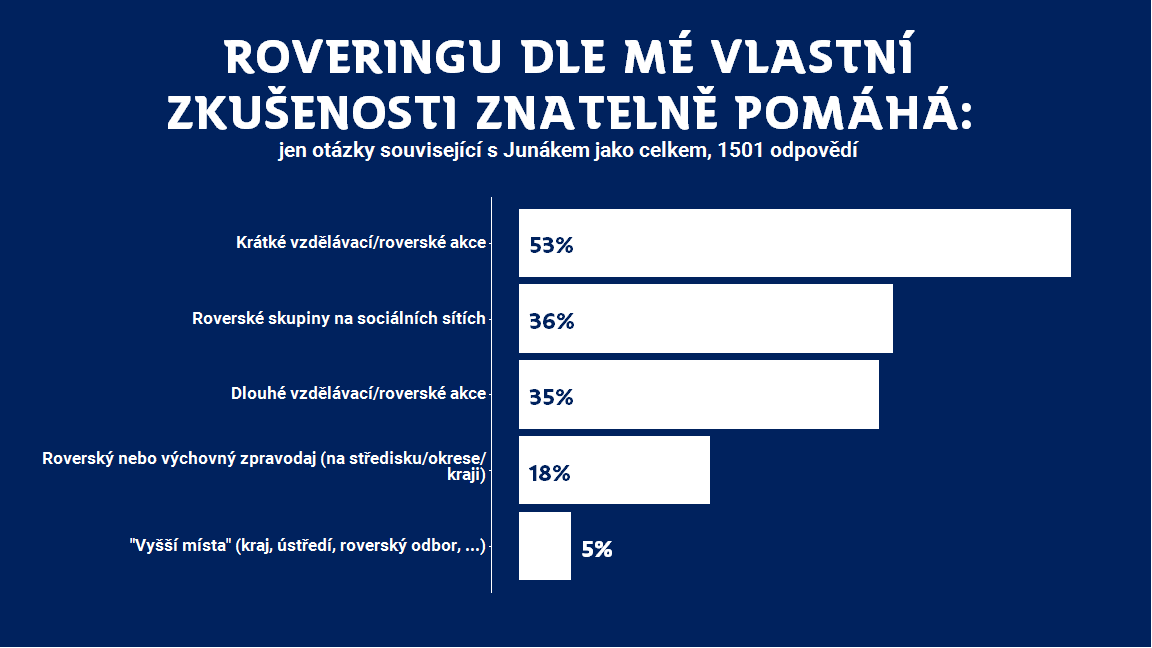 ROVERINGU DLE MÉ VLASTNÍ
ZKUŠENOSTI ZNATELNĚ POMÁHÁ:
jen otázky související s Junákem jako celkem, 1501 odpovědí
Krátké vzdělávací/roverské akce
53%
Roverské skupiny na sociálních sítích
36%
Dlouhé vzdělávací/roverské akce
35%
Roverský nebo výchovný zpravodaj (na středisku/okrese/
kraji)
18%
"Vyšší místa" (kraj, ústředí, roverský odbor, ...)
5%